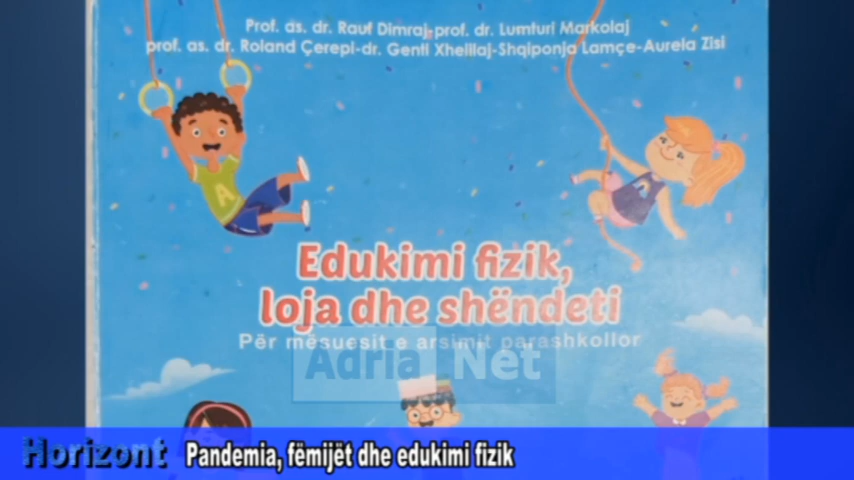 Prof. as. dr. Rauf Dimraj-prof. dr. Lumturi Markolaj
prof. as. dr. Roland Çerepi-dr. Genti Xhelilaj-Shqiponja Lamçe-Aurela Zisi
A
Edukimi fizik,
loja dhe shëndeti
Për mësuesit e arsimit parashkollor
Adria Net
Horizont Pandemia, fëmijët dhe edukimi fizik